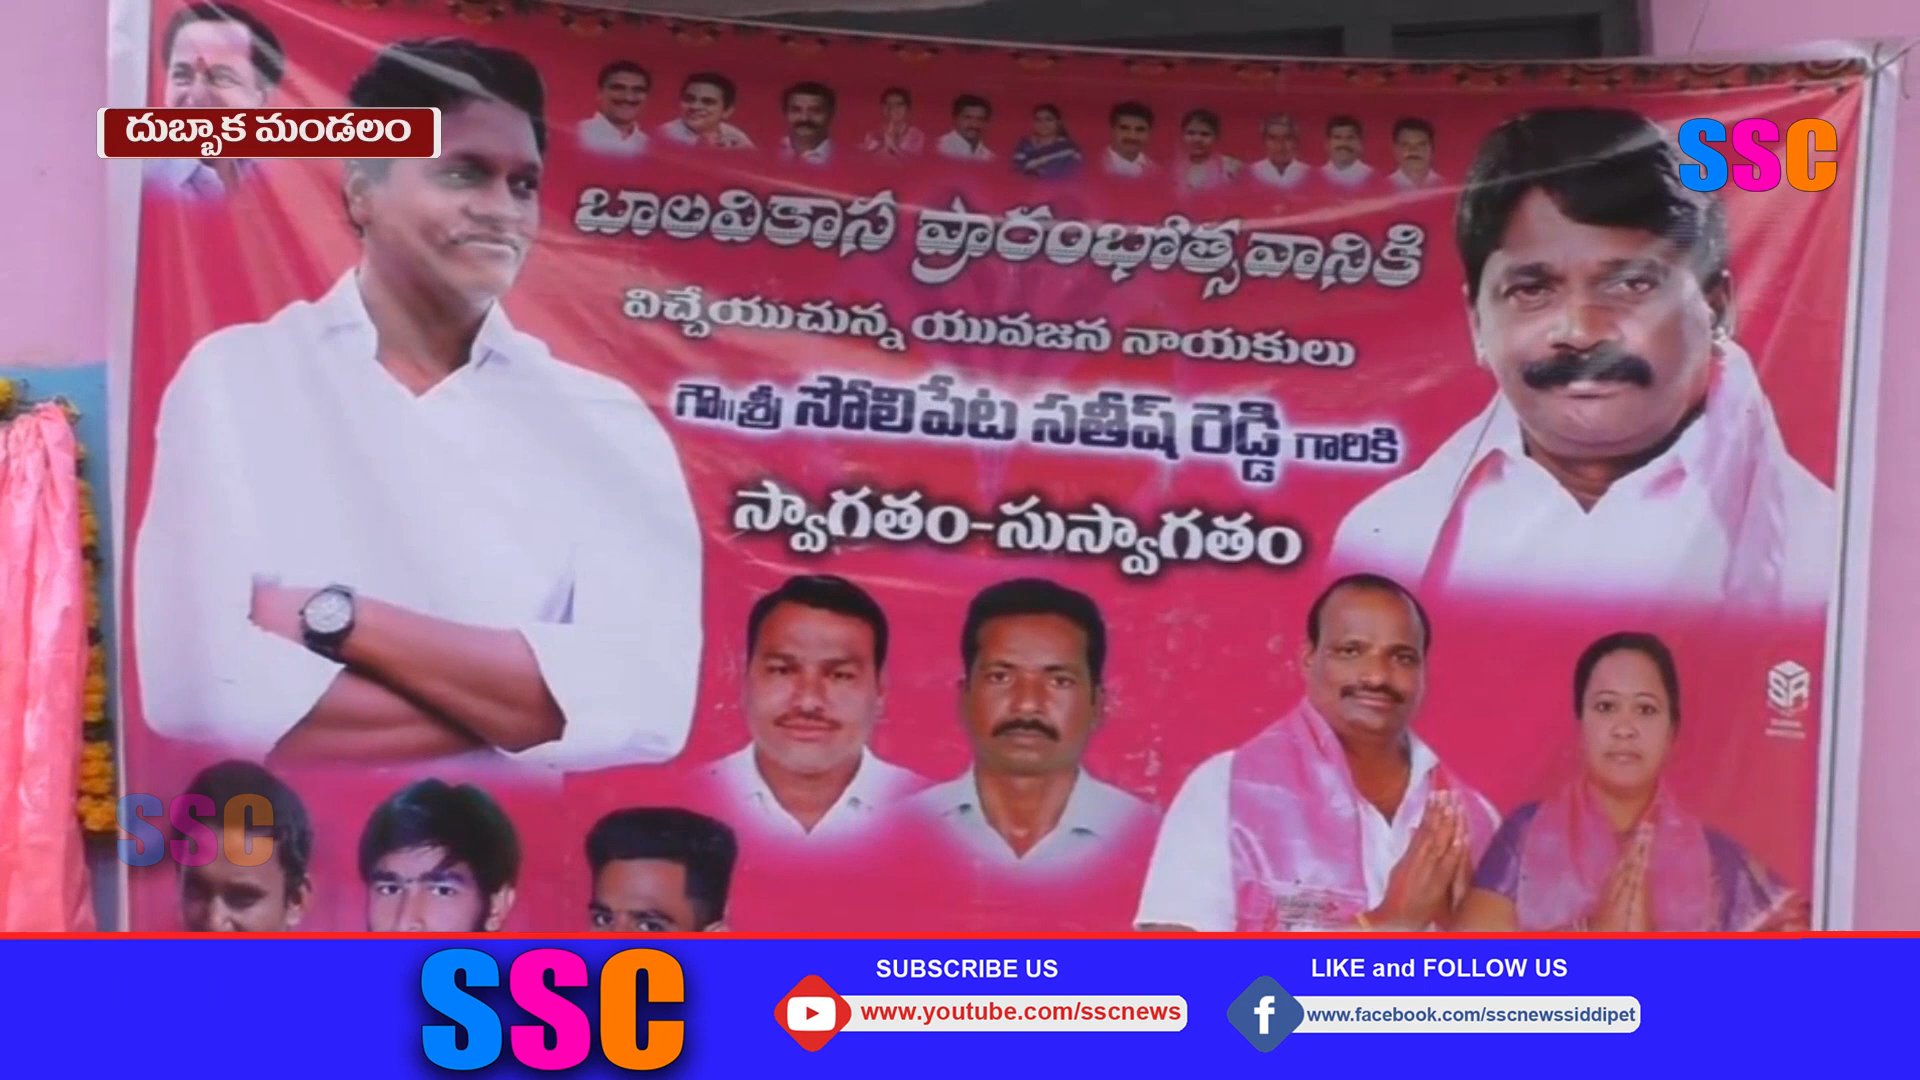 దుబ్బాక మండలం
SSC
బాలవికాస ప్రారంభోత్సవానికి
విచ్చేయుచున్న యువజన నాయకులు
గౌ॥శ్రీ సోలిపేట సతీష్ రెడ్డి గారికి
స్వాగతం-సుస్వాగతం
SSC
SSC
SUBSCRIBE US
www.youtube.com/sscnews
LIKE and FOLLOW US
www.facebook.com/sscnewssiddipet